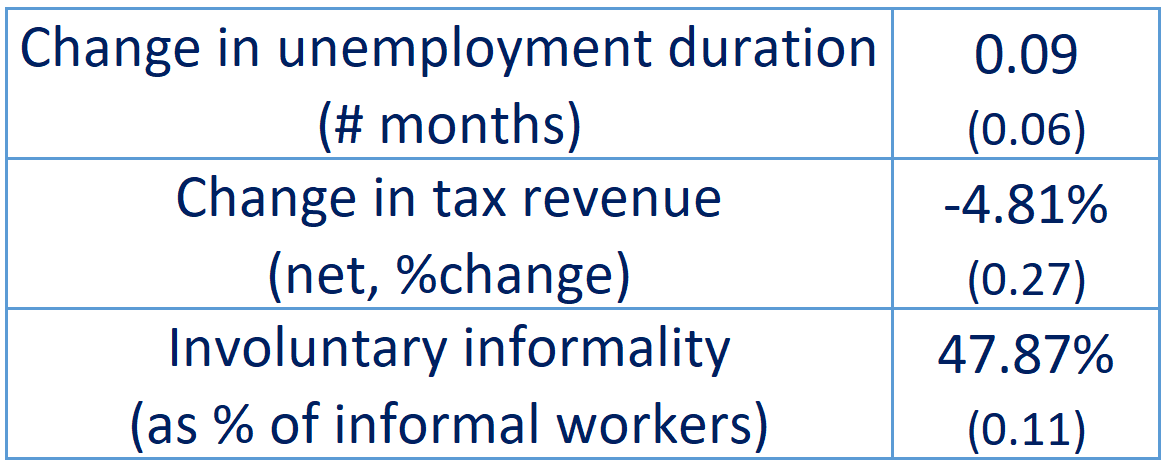 Change in unemployment duration
(# months)
0.09
(0.06)
Change in tax revenue
(net, %change)
-4.81%
(0.27)
Involuntary informality
(as % of informal workers)
47.87%
(0.11)